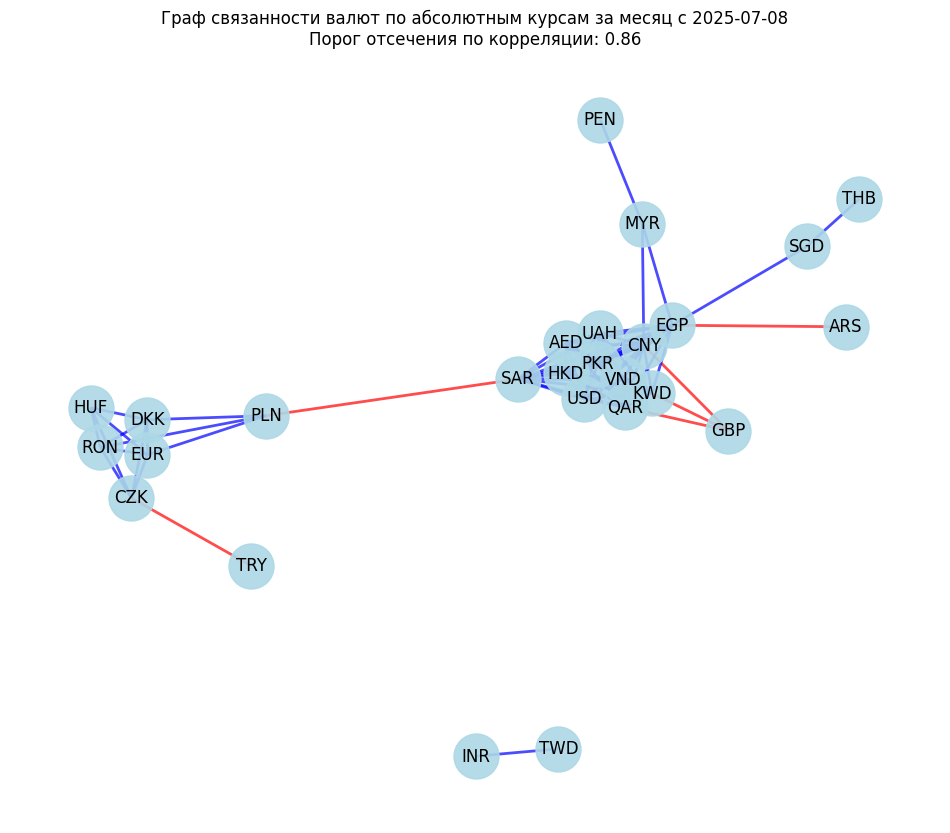 Граф связанности валют по абсолютным курсам за месяц с 2025-07-08
Порог отсечения по корреляции: 0.86
PEN
THB
MYR
SGD
EGP
ARS
UAH
AED
CNY
PKR
HKD
SAR
VND
KWD
USD
QAR
HUF
PLN
DKK
GBP
RON
EUR
CZK
TRY
TWD
INR